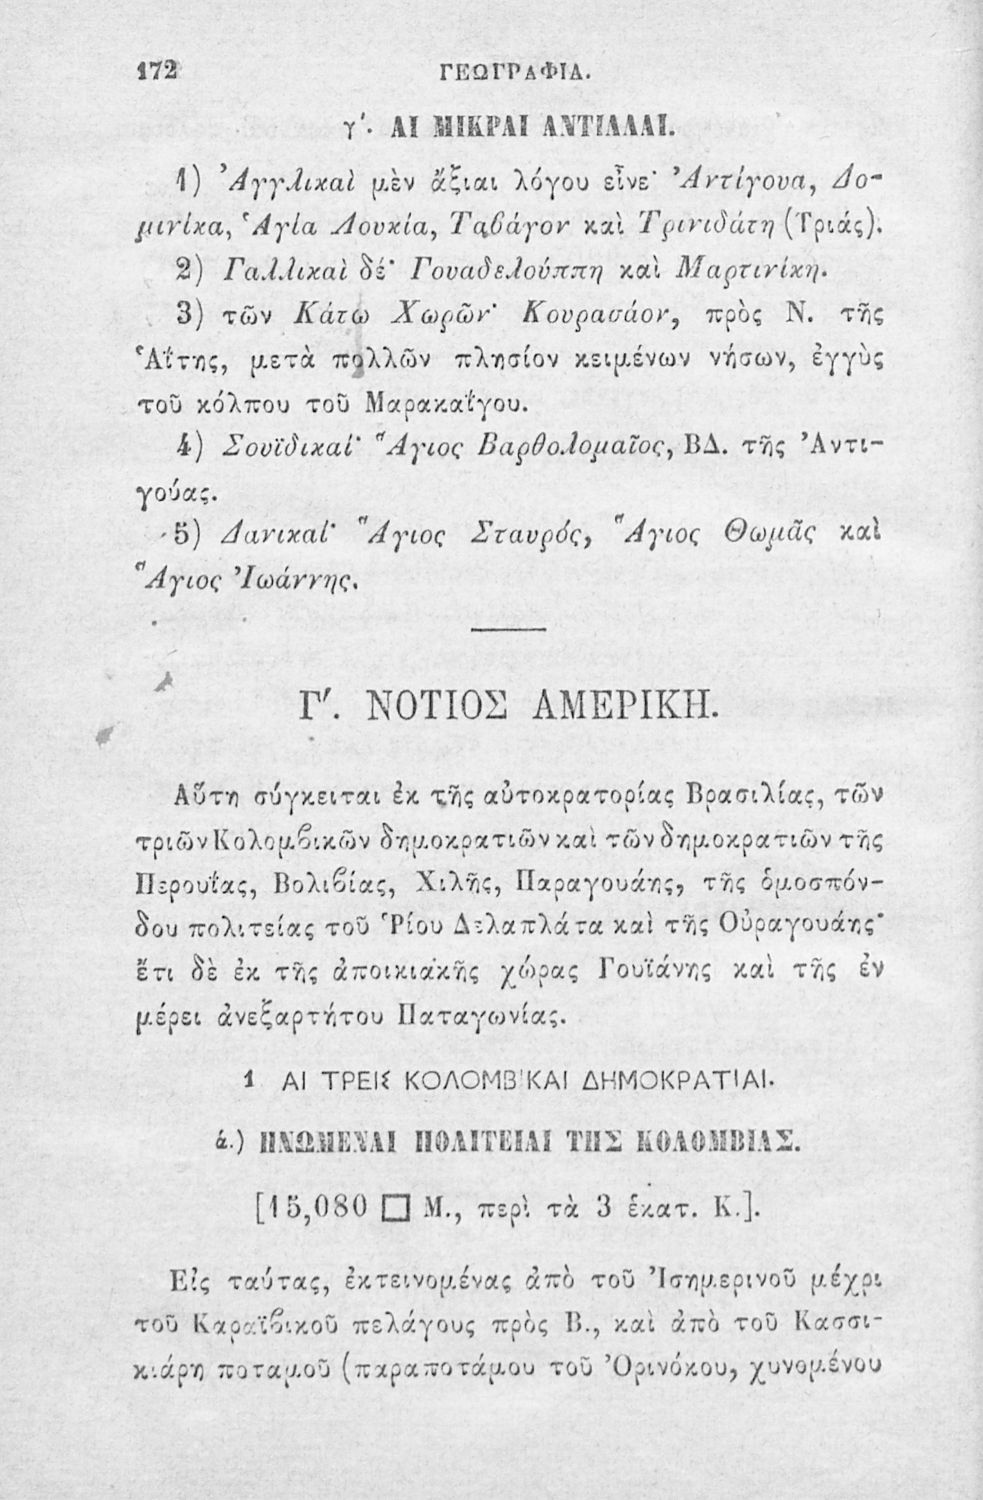 172 ΓΕΩΓΡΑΦΙΑ.
γ΄. ΑΙ ΜΙΚΡΑΙ ΑΝΤΙΛΛΑΙ.
1) Ἀγγλικαὶ μὲν ἄξιαι λόγου εἶνε· Ἀντίγουα, Δο-
μινίκα, Ἁγία Λουκία, Ταβάγον καὶ Τρινιδάτη (Τριάς).
2) Γαλλικαὶ δέ· Γουαδελούππη καὶ Μαρτινίκη.
3) τῶν Κάτω Χωρῶν· Κουρασάον, πρὸς Ν. τῆς
Ἁΐτης, μετὰ πολλῶν πλησίον κειμένων νήσων, ἐγγὺς
τοῦ κόλπου τοῦ Μαρακαΐγου.
4) Σουϊδικαί· Ἅγιος Βαρθολομαῖος, ΒΔ. τῆς Ἀντι-
γούας.
5) Δανικαί· Ἅγιος Σταυρός, Ἅγιος Θωμᾶς καὶ
Ἅγιος Ἰωάννης.
Γ΄. ΝΟΤΙΟΣ ΑΜΕΡΙΚΗ.
Αὕτη σύγκειται ἐκ τῆς αὐτοκρατορίας Βρασιλίας, τῶν
τριῶν Κολομβικῶν δημοκρατιῶν καὶ τῶν δημοκρατιῶν τῆς
Περουΐας, Βολιβίας, Χιλῆς, Παραγουάης, τῆς ὁμοσπόν-
δου πολιτείας τοῦ Ῥίου Δελαπλάτα καὶ τῆς Οὐραγουάης·
ἔτι δὲ ἐκ τῆς ἀποικιακῆς χώρας Γουϊάνης καὶ τῆς ἐν
μέρει ἀνεξαρτήτου Παταγωνίας.
1 ΑΙ ΤΡΕΙΣ ΚΟΛΟΜΒΙΚΑΙ ΔΗΜΟΚΡΑΤΙΑΙ.
ά.) ΗΝΩΜΕΝΑΙ ΠΟΛΙΤΕΙΑΙ ΤΗΣ ΚΟΛΟΜΒΙΑΣ.
[15,080 □ Μ., περὶ τὰ 3 ἑκατ. Κ.].
Εἰς ταύτας, ἐκτεινομένας ἀπὸ τοῦ Ἰσημερινοῦ μέχρι
τοῦ Καραϊβικοῦ πελάγους πρὸς Β., καὶ ἀπὸ τοῦ Κασσι-
κιάρη ποταμοῦ (παραποτάμου τοῦ Ὀρινόκου, χυνομένου